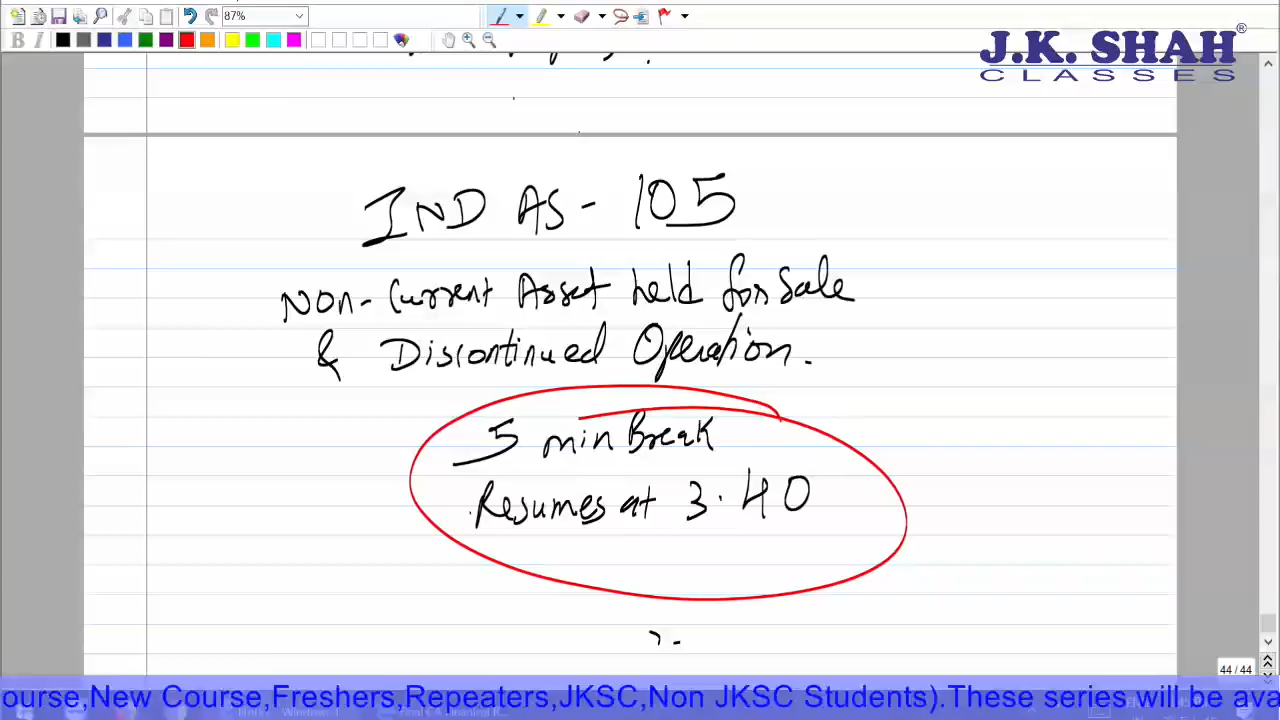 87%
J.K. SHAH®
CLASSES
IND AS - 105
Non-Current Asset held for Sale
& Discontinued Operation.
5 min Break
Resumes at 3.40
44 / 44
ourse,New Course,Freshers,Repeaters,JKSC,Non JKSC Students).These series will be ava